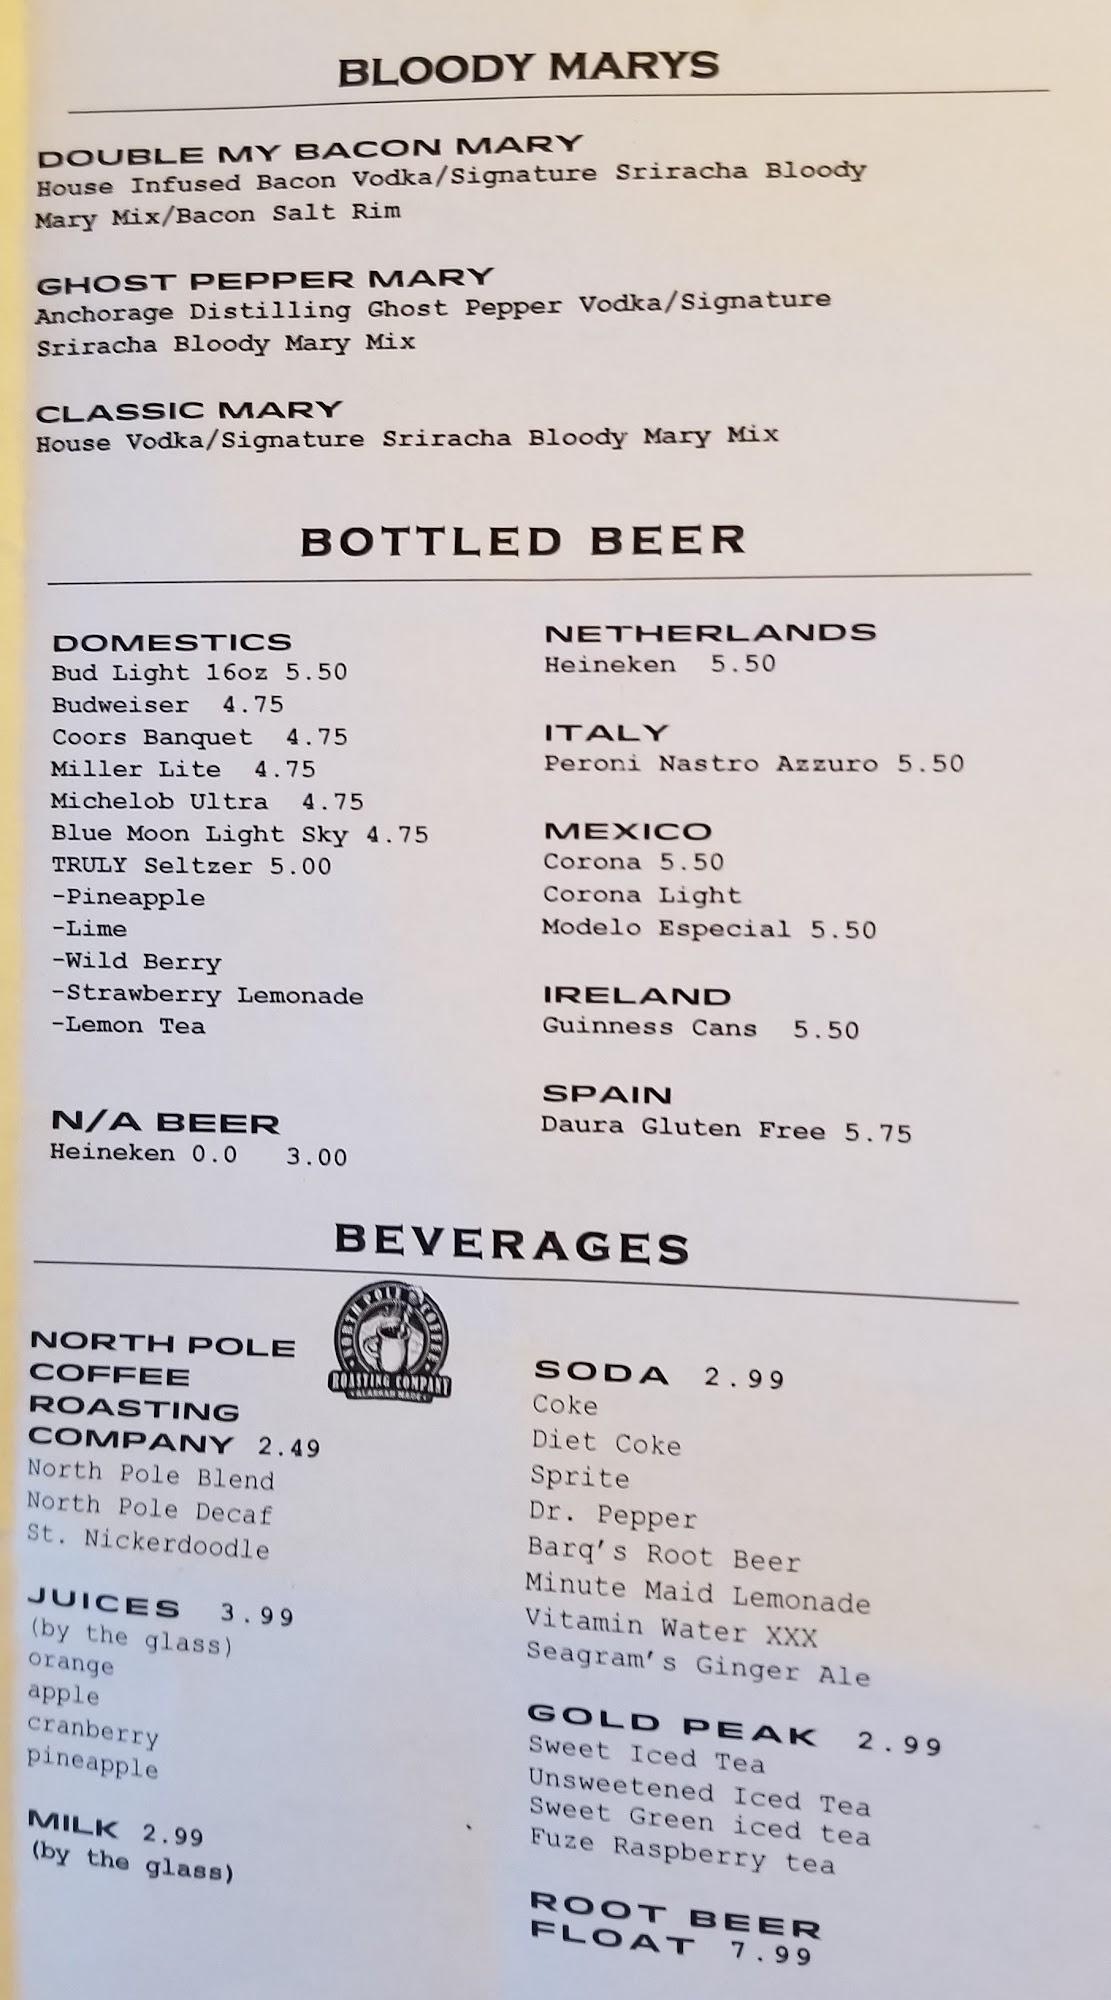 BLOODY MARYS
DOUBLE MY BACON MARY
House Infused Bacon Vodka/Signature Sriracha Bloody
Mary Mix/Bacon Salt Rim
GHOST PEPPER MARY
Anchorage Distilling Ghost Pepper Vodka/Signature
Sriracha Bloody Mary Mix
CLASSIC MARY
House Vodka/Signature Sriracha Bloody Mary Mix
BOTTLED BEER
DOMESTICS
Bud Light 16oz 5.50
Budweiser 4.75
Coors Banquet 4.75
Miller Lite 4.75
Michelob Ultra 4.75
Blue Moon Light Sky 4.75
TRULY Seltzer 5.00
-Pineapple
-Lime
-Wild Berry
-Strawberry Lemonade
-Lemon Tea
N/A BEER
Heineken 0.0 3.00
NETHERLANDS
Heineken 5.50
ITALY
Peroni Nastro Azzuro 5.50
MEXICO
Corona 5.50
Corona Light
Modelo Especial 5.50
IRELAND
Guinness Cans 5.50
SPAIN
Daura Gluten Free 5.75
BEVERAGES
NORTH POLE COFFEE
ROASTING COMPANY
NORTH POLE
COFFEE
ROASTING
COMPANY 2.49
North Pole Blend
North Pole Decaf
St. Nickerdoodle
JUICES 3.99
(by the glass)
orange
apple
cranberry
pineapple
MILK 2.99
(by the glass)
SODA 2.99
Coke
Diet Coke
Sprite
Dr. Pepper
Barq's Root Beer
Minute Maid Lemonade
Vitamin Water XXX
Seagram's Ginger Ale
GOLD PEAK 2.99
Sweet Iced Tea
Unsweetened Iced Tea
Sweet Green iced tea
Fuze Raspberry tea
ROOT BEER
FLOAT 7.99